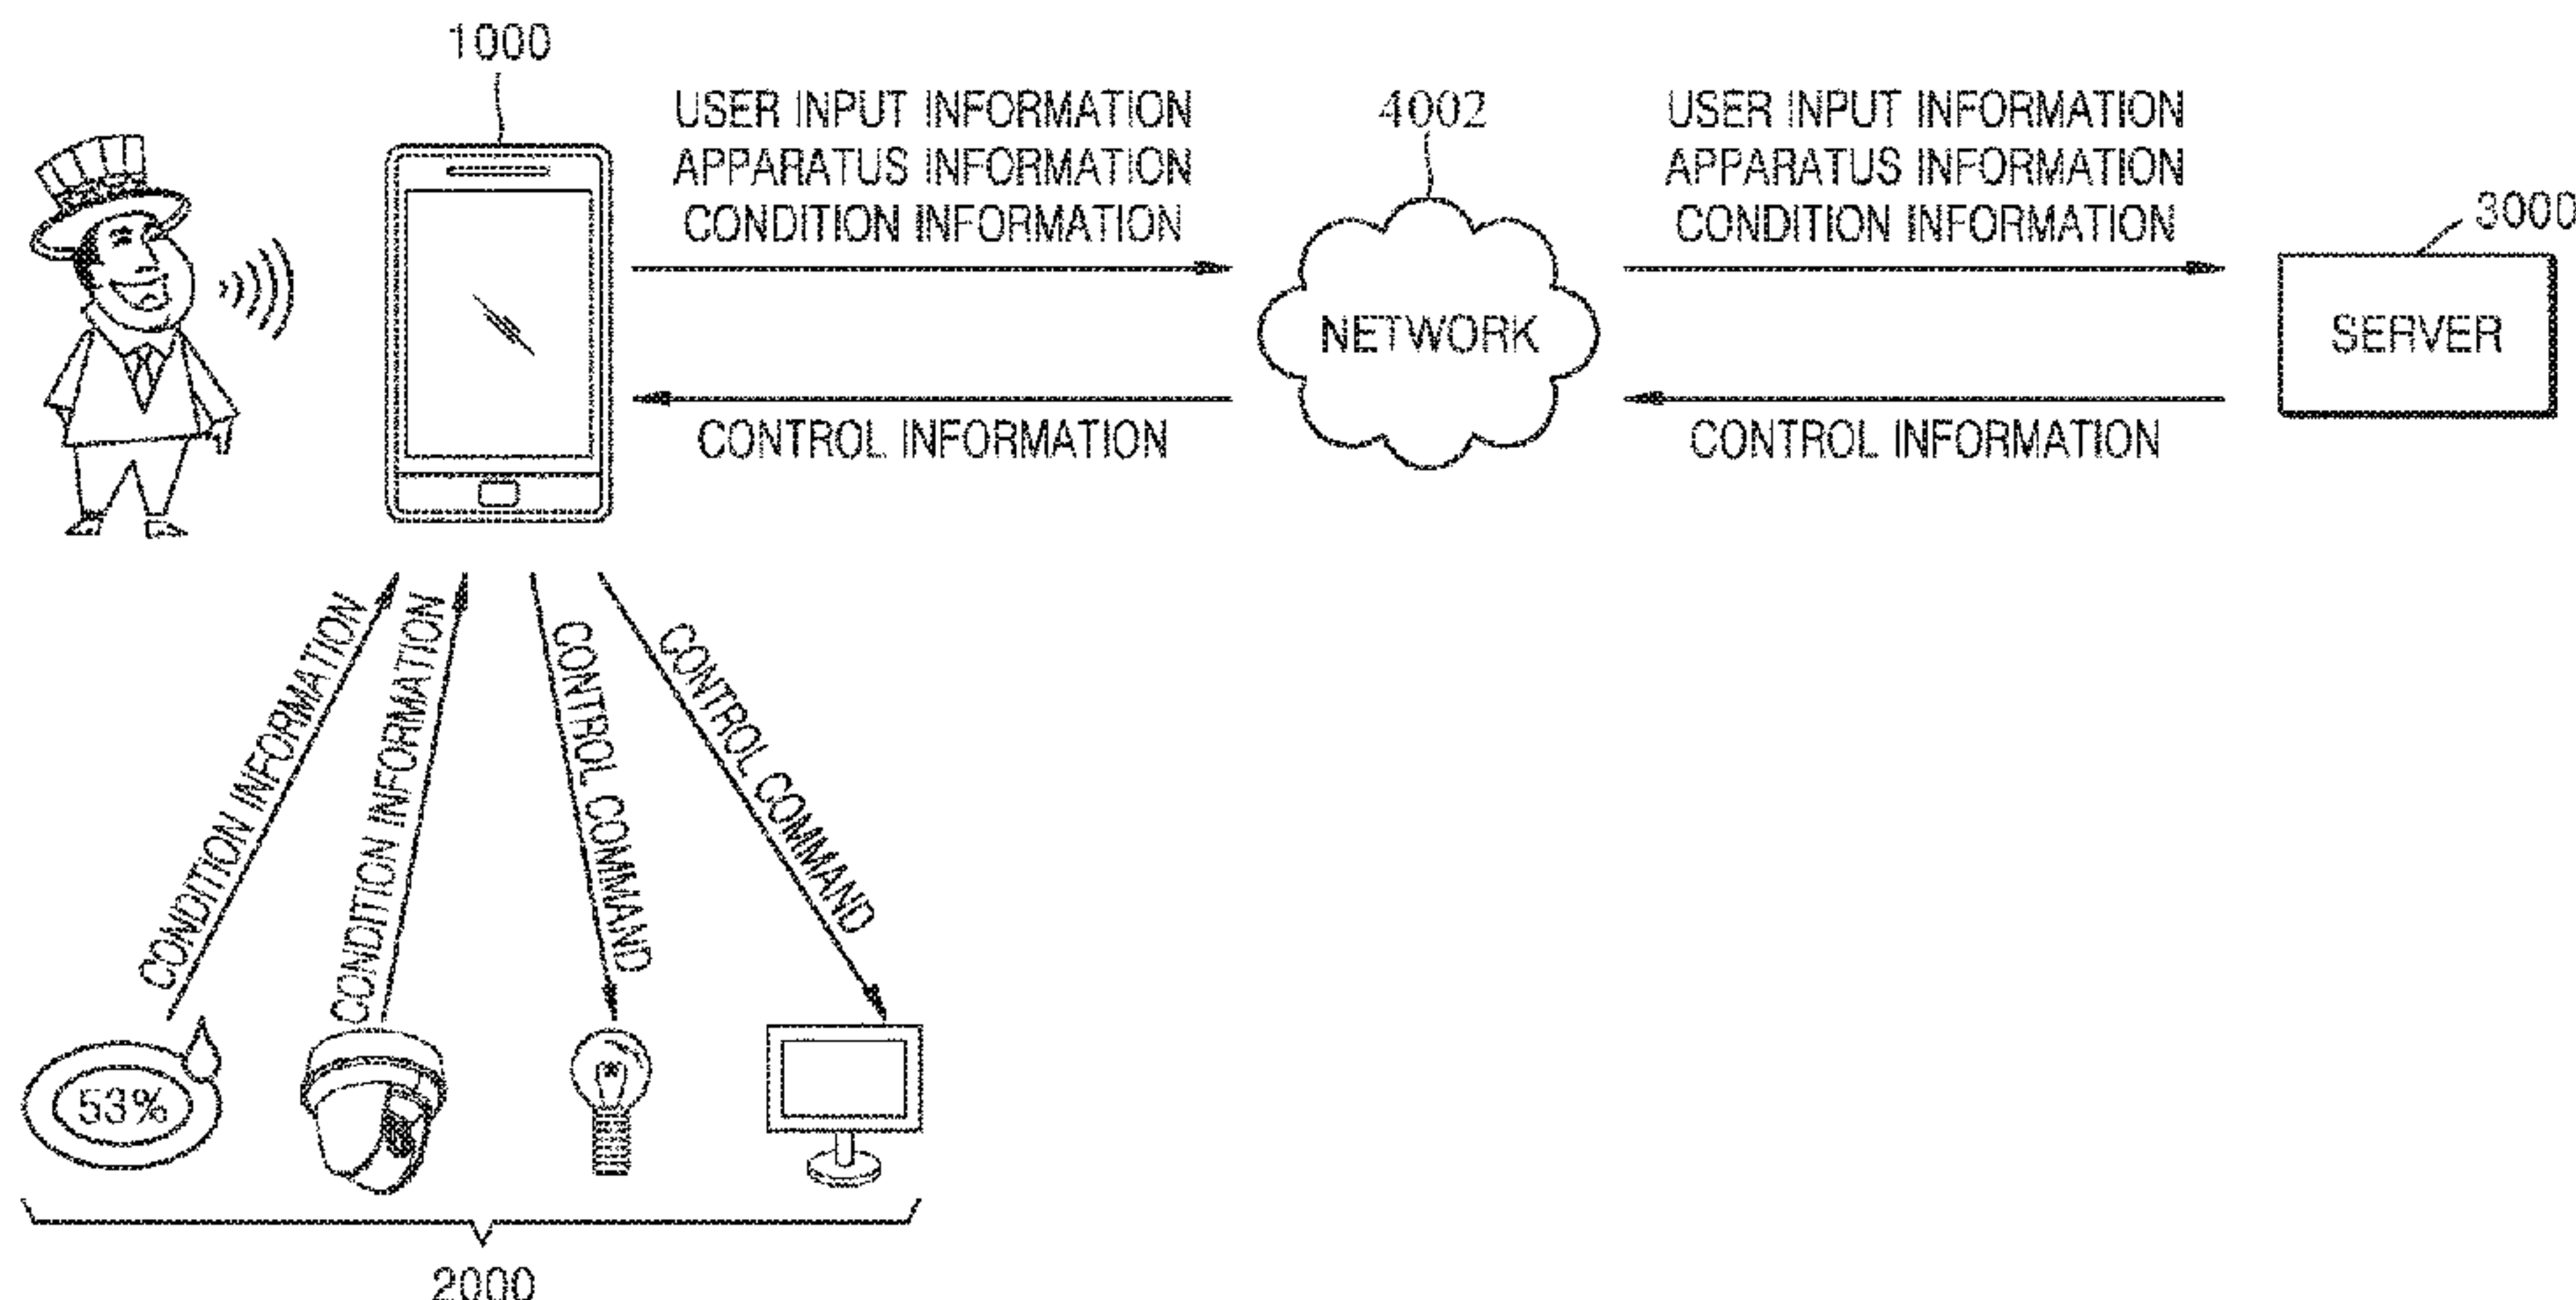 1000
USER INPUT INFORMATION
APPARATUS INFORMATION
CONDITION INFORMATION
4002
USER INPUT INFORMATION
APPARATUS INFORMATION
CONDITION INFORMATION
3000
NETWORK
SERVER
CONTROL INFORMATION
CONTROL INFORMATION
CONDITION INFORMATION
CONDITION INFORMATION
CONTROL COMMAND
CONTROL COMMAND
53%
2000